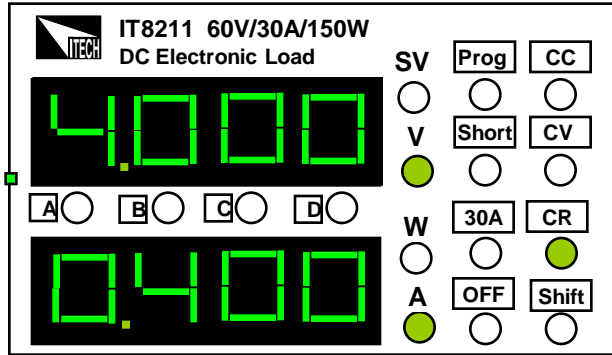 ITECH
IT8211 60V/30A/150W
DC Electronic Load
SV Prog CC
4.000
V Short CV
A B C D
W 30A CR
0.400
A OFF Shift